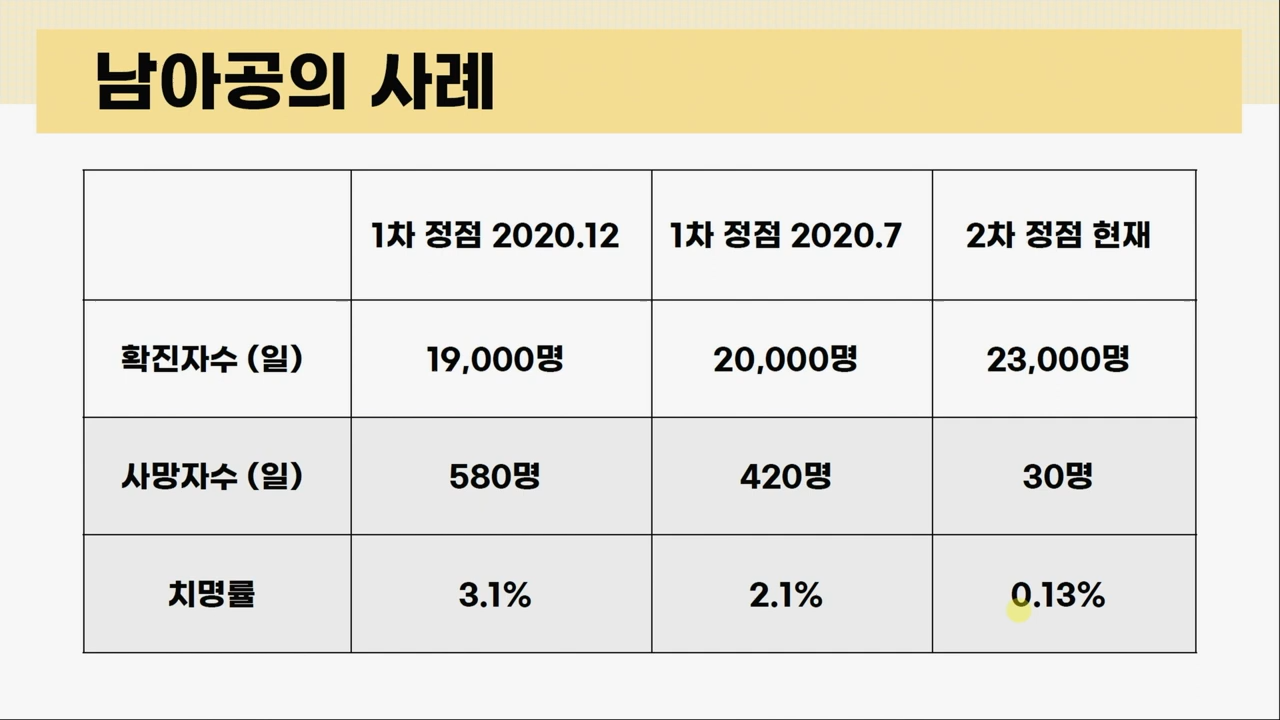 남아공의 사례
1차 정점 2020.12 1차 정점 2020.7 2차 정점 현재
확진자수 (일) 19,000명 20,000명 23,000명
사망자수 (일) 580명 420명 30명
치명률 3.1% 2.1% 0.13%